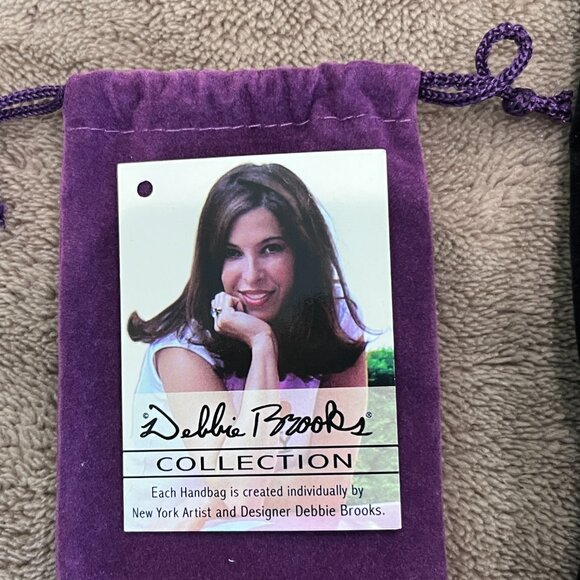 © Debbie Brooks ®
COLLECTION
Each Handbag is created individually by
New York Artist and Designer Debbie Brooks.